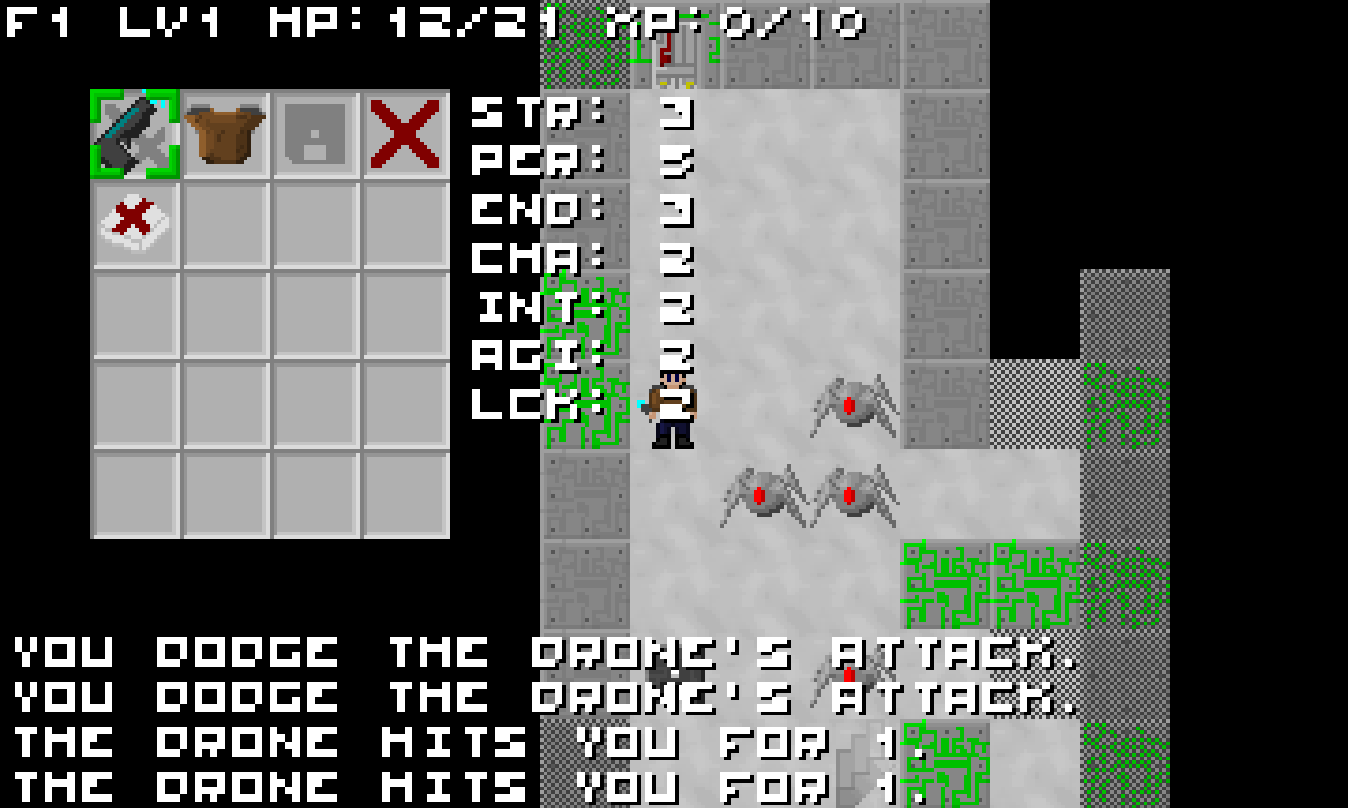 F1 LV1 HP:12/21 XP:0/10
STR: 3
PER: 5
END: 3
CHA: 2
INT: 2
AGI: 2
LCK: 2
YOU DODGE THE DRONE'S ATTACK.
YOU DODGE THE DRONE'S ATTACK.
THE DRONE HITS YOU FOR 1.
THE DRONE HITS YOU FOR 1.